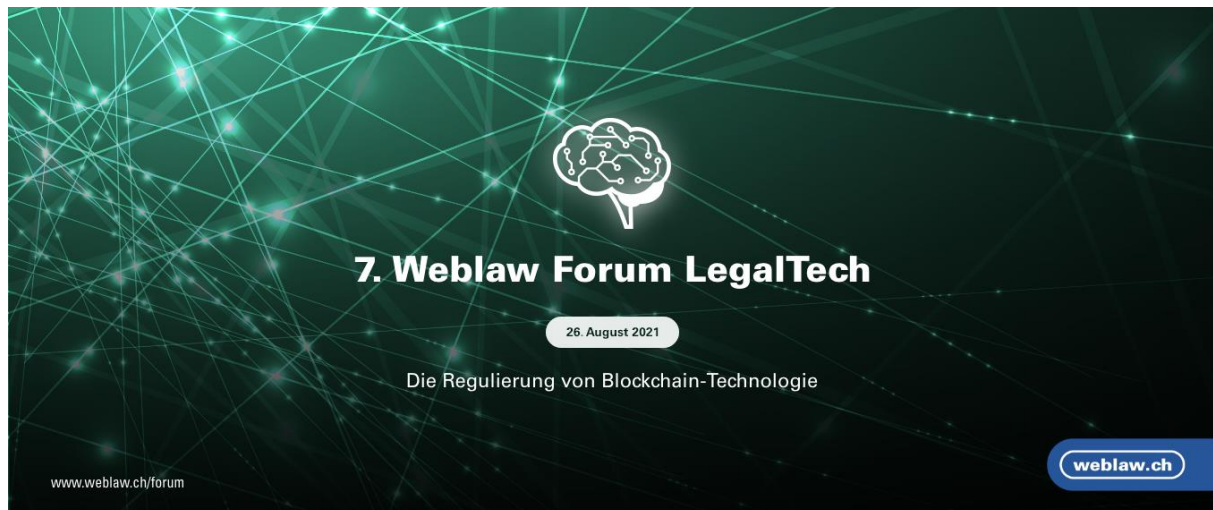 7. Weblaw Forum LegalTech
26. August 2021
Die Regulierung von Blockchain-Technologie
www.weblaw.ch/forum
weblaw.ch